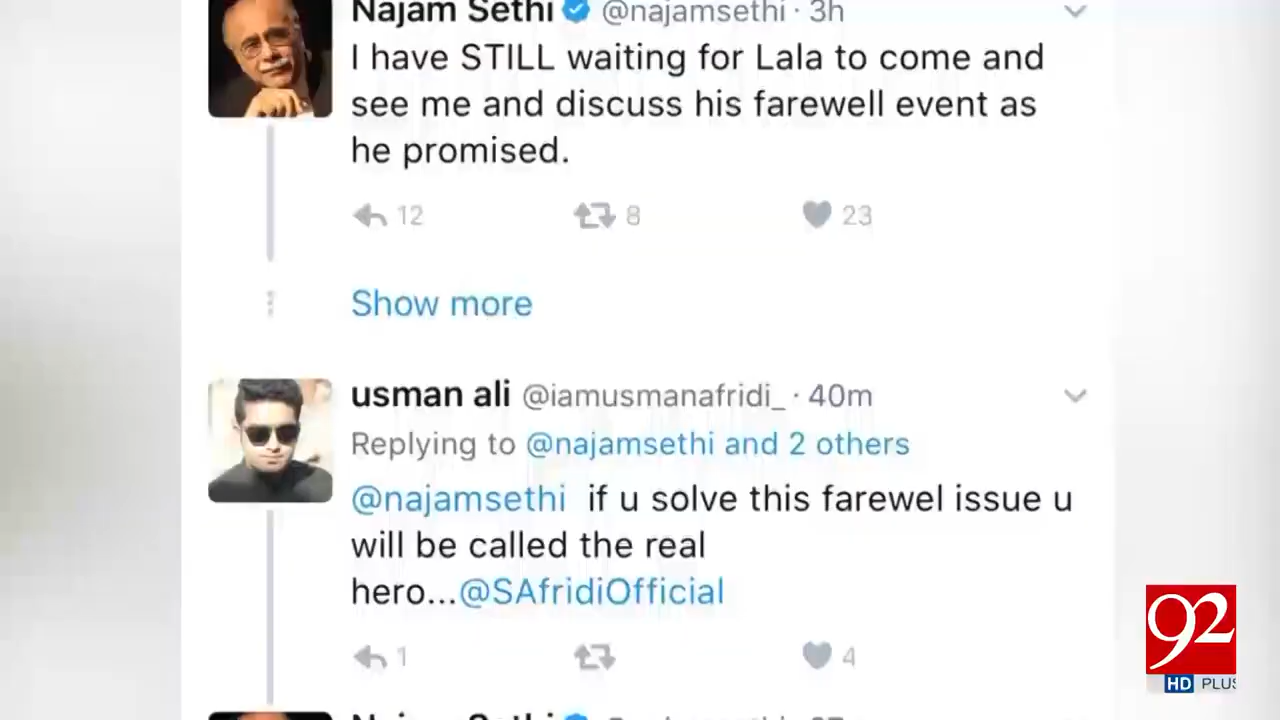 Najam Sethi @najamsethi · 3h
I have STILL waiting for Lala to come and
see me and discuss his farewell event as
he promised.
12 8 23
Show more
usman ali @iamusmanafridi_ · 40m
Replying to @najamsethi and 2 others
@najamsethi if u solve this farewel issue u
will be called the real
hero...@SAfridiOfficial
1 4
Najam Sethi
92
HD PLUS